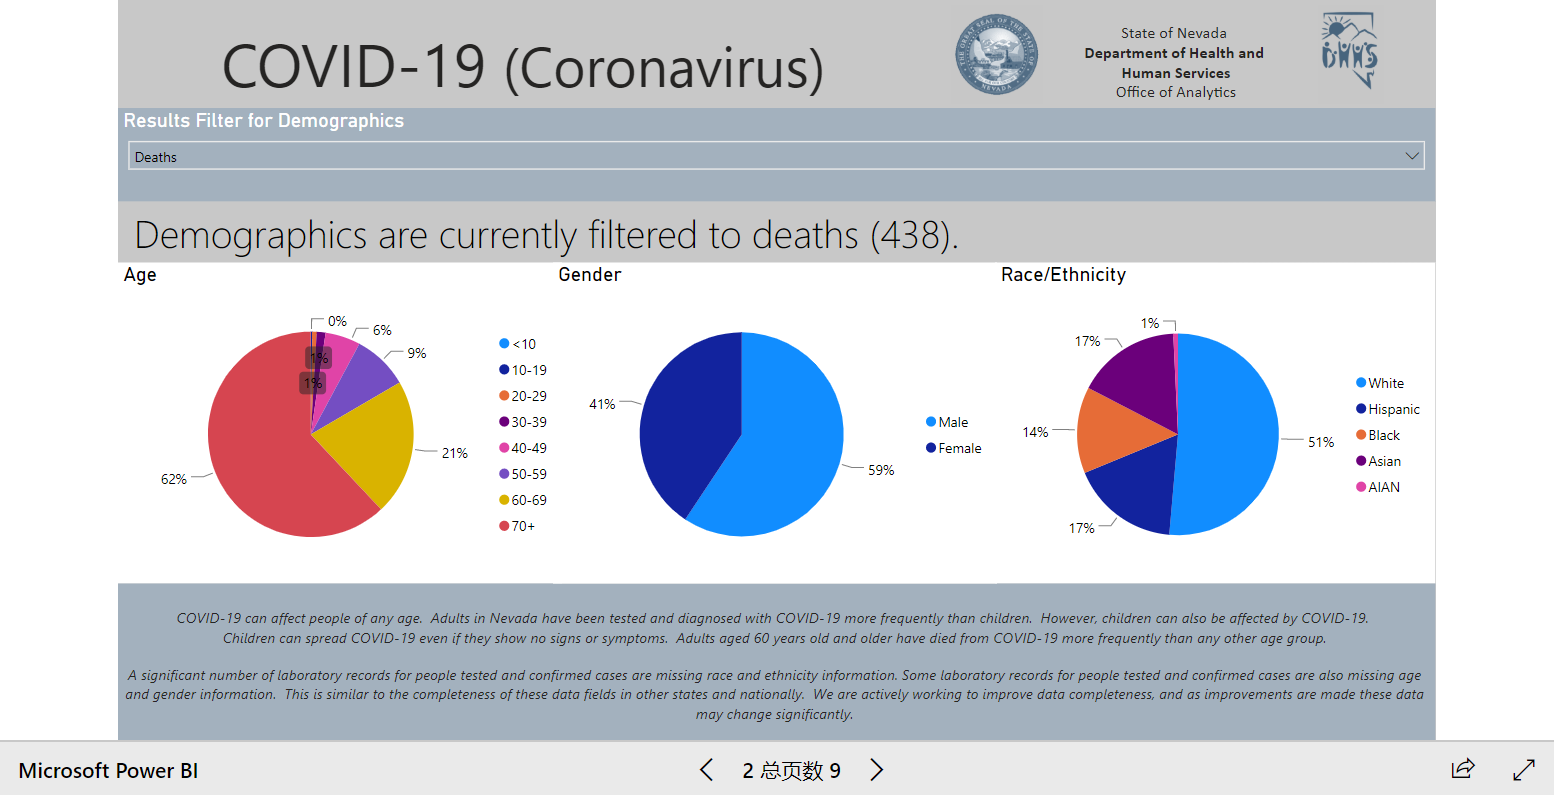 COVID-19 (Coronavirus)
State of Nevada
Department of Health and
Human Services
Office of Analytics
DHHS
Results Filter for Demographics
Deaths
Demographics are currently filtered to deaths (438).
Age
0%
6%
9%
1%
1%
21%
62%
<10
10-19
20-29
30-39
40-49
50-59
60-69
70+
Gender
41%
59%
Male
Female
Race/Ethnicity
1%
17%
14%
17%
51%
White
Hispanic
Black
Asian
AIAN
COVID-19 can affect people of any age.  Adults in Nevada have been tested and diagnosed with COVID-19 more frequently than children.  However, children can also be affected by COVID-19.
Children can spread COVID-19 even if they show no signs or symptoms.  Adults aged 60 years old and older have died from COVID-19 more frequently than any other age group.
A significant number of laboratory records for people tested and confirmed cases are missing race and ethnicity information. Some laboratory records for people tested and confirmed cases are also missing age
and gender information.  This is similar to the completeness of these data fields in other states and nationally.  We are actively working to improve data completeness, and as improvements are made these data
may change significantly.
Microsoft Power BI
2 总页数 9